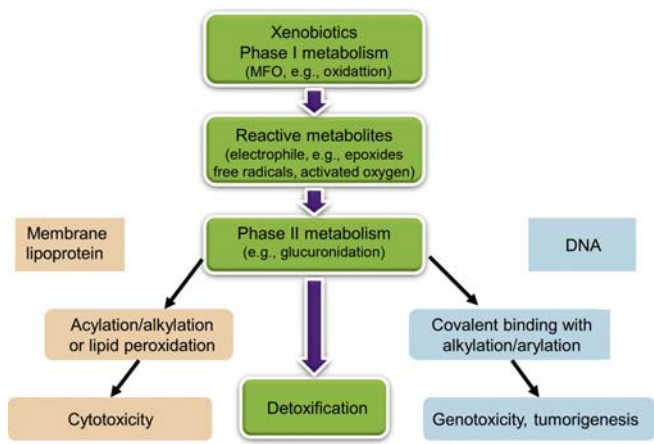 Xenobiotics
Phase I metabolism
(MFO, e.g., oxidattion)
Reactive metabolites
(electrophile, e.g., epoxides
free radicals, activated oxygen)
Membrane
lipoprotein
Phase II metabolism
(e.g., glucuronidation)
DNA
Acylation/alkylation
or lipid peroxidation
Covalent binding with
alkylation/arylation
Cytotoxicity
Detoxification
Genotoxicity, tumorigenesis